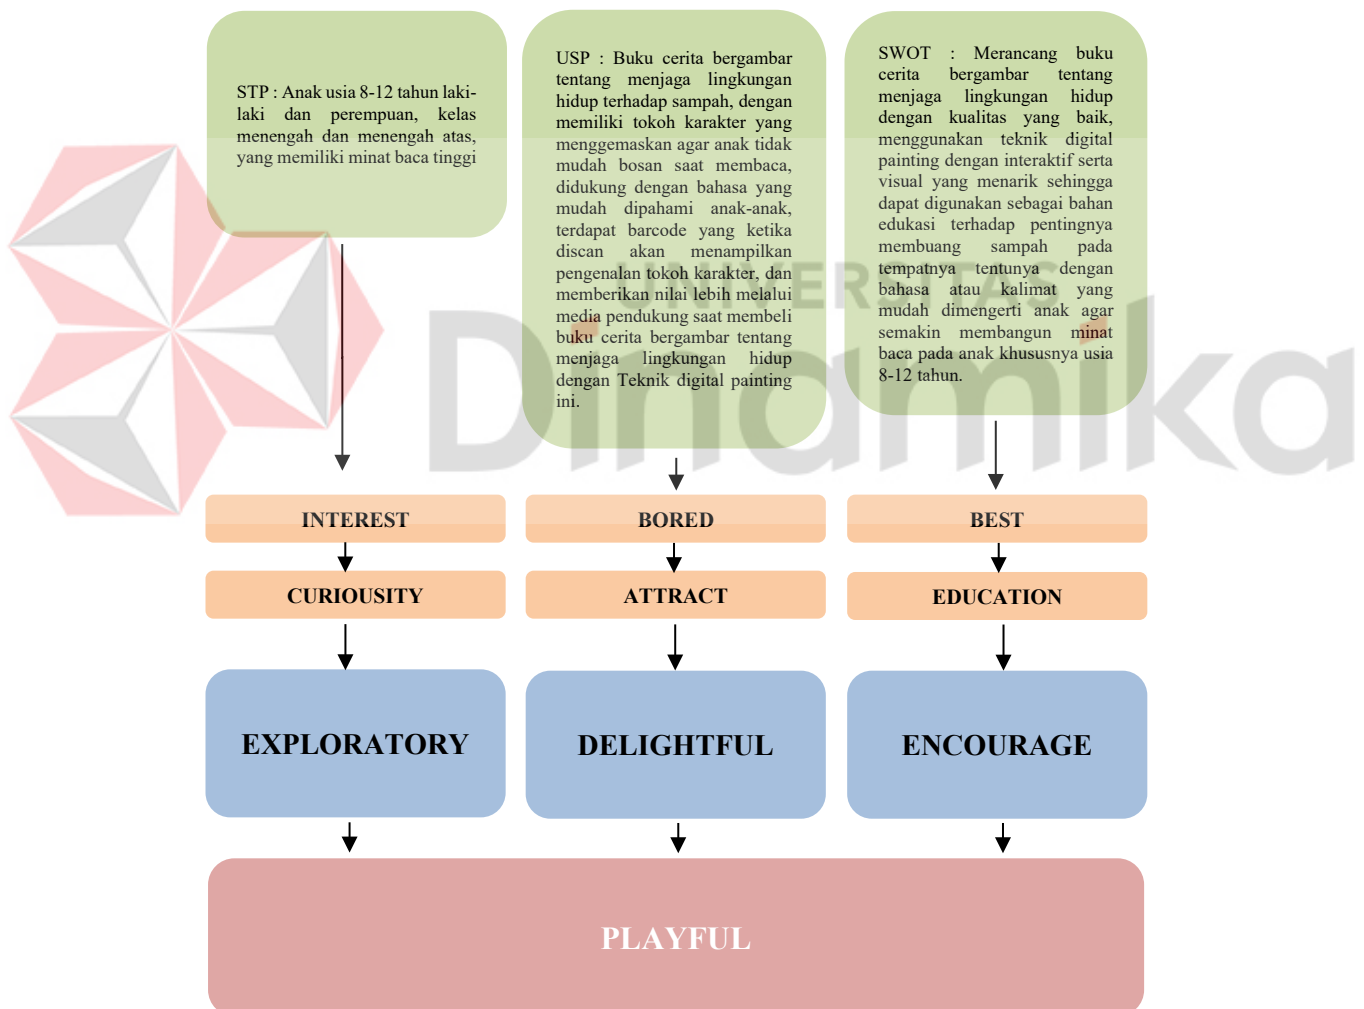 STP : Anak usia 8-12 tahun laki-
laki dan perempuan, kelas
menengah dan menengah atas,
yang memiliki minat baca tinggi
USP : Buku cerita bergambar
tentang menjaga lingkungan
hidup terhadap sampah, dengan
memiliki tokoh karakter yang
menggemaskan agar anak tidak
mudah bosan saat membaca,
didukung dengan bahasa yang
mudah dipahami anak-anak,
terdapat barcode yang ketika
discan akan menampilkan
pengenalan tokoh karakter, dan
memberikan nilai lebih melalui
media pendukung saat membeli
buku cerita bergambar tentang
menjaga lingkungan hidup
dengan Teknik digital painting
ini.
SWOT : Merancang buku
cerita bergambar tentang
menjaga lingkungan hidup
dengan kualitas yang baik,
menggunakan teknik digital
painting dengan interaktif serta
visual yang menarik sehingga
dapat digunakan sebagai bahan
edukasi terhadap pentingnya
membuang sampah pada
tempatnya tentunya dengan
bahasa atau kalimat yang
mudah dimengerti anak agar
semakin membangun minat
baca pada anak khususnya usia
8-12 tahun.
UNIVERSITAS
Dinamika
INTEREST
BORED
BEST
CURIOUSITY
ATTRACT
EDUCATION
EXPLORATORY
DELIGHTFUL
ENCOURAGE
PLAYFUL